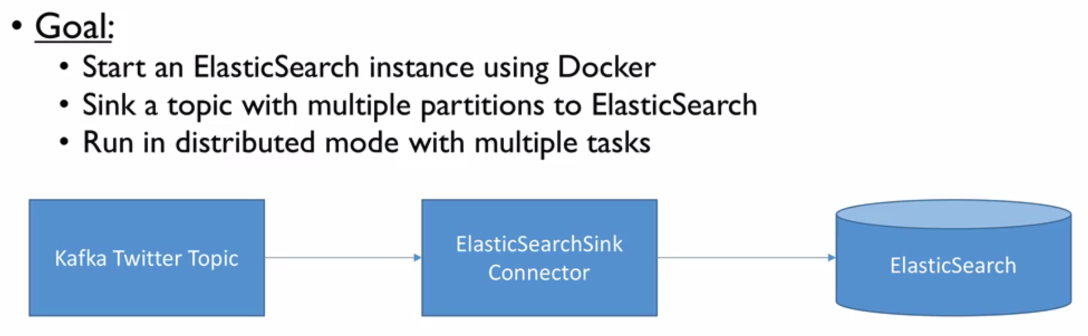 • Goal:
• Start an ElasticSearch instance using Docker
• Sink a topic with multiple partitions to ElasticSearch
• Run in distributed mode with multiple tasks
Kafka Twitter Topic
ElasticSearchSink
Connector
ElasticSearch